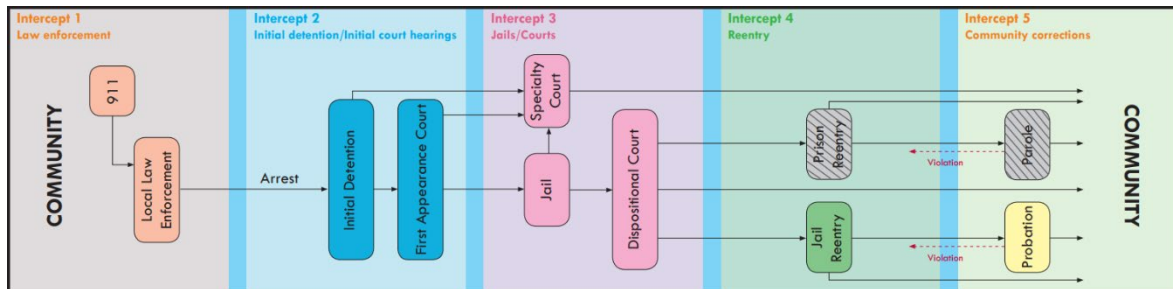 Intercept 1
Law enforcement
Intercept 2
Initial detention/Initial court hearings
Intercept 3
Jails/Courts
Intercept 4
Reentry
Intercept 5
Community corrections
COMMUNITY
911
Local Law
Enforcement
Arrest
Initial Detention
First Appearance Court
Specialty
Court
Jail
Dispositional Court
Prison
Reentry
Violation
Parole
Jail
Reentry
Violation
Probation
COMMUNITY